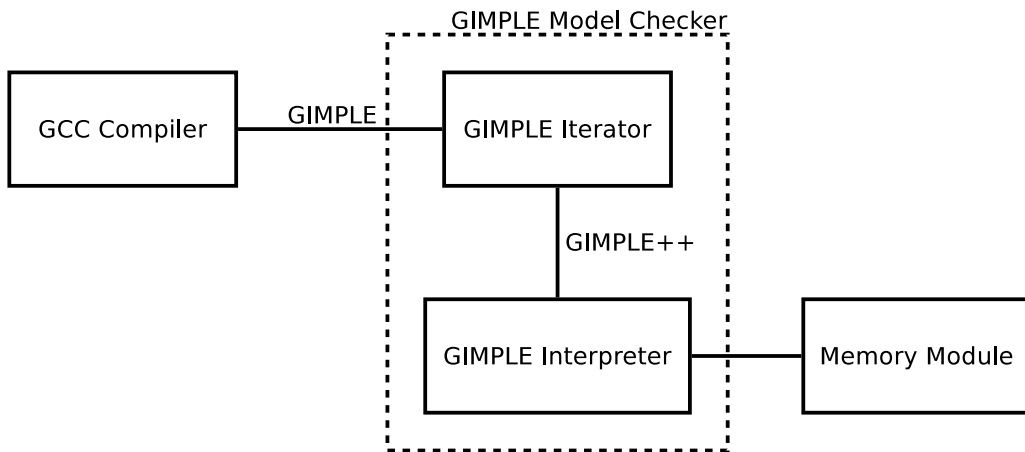 GIMPLE Model Checker
GCC Compiler
GIMPLE
GIMPLE Iterator
GIMPLE++
GIMPLE Interpreter
Memory Module